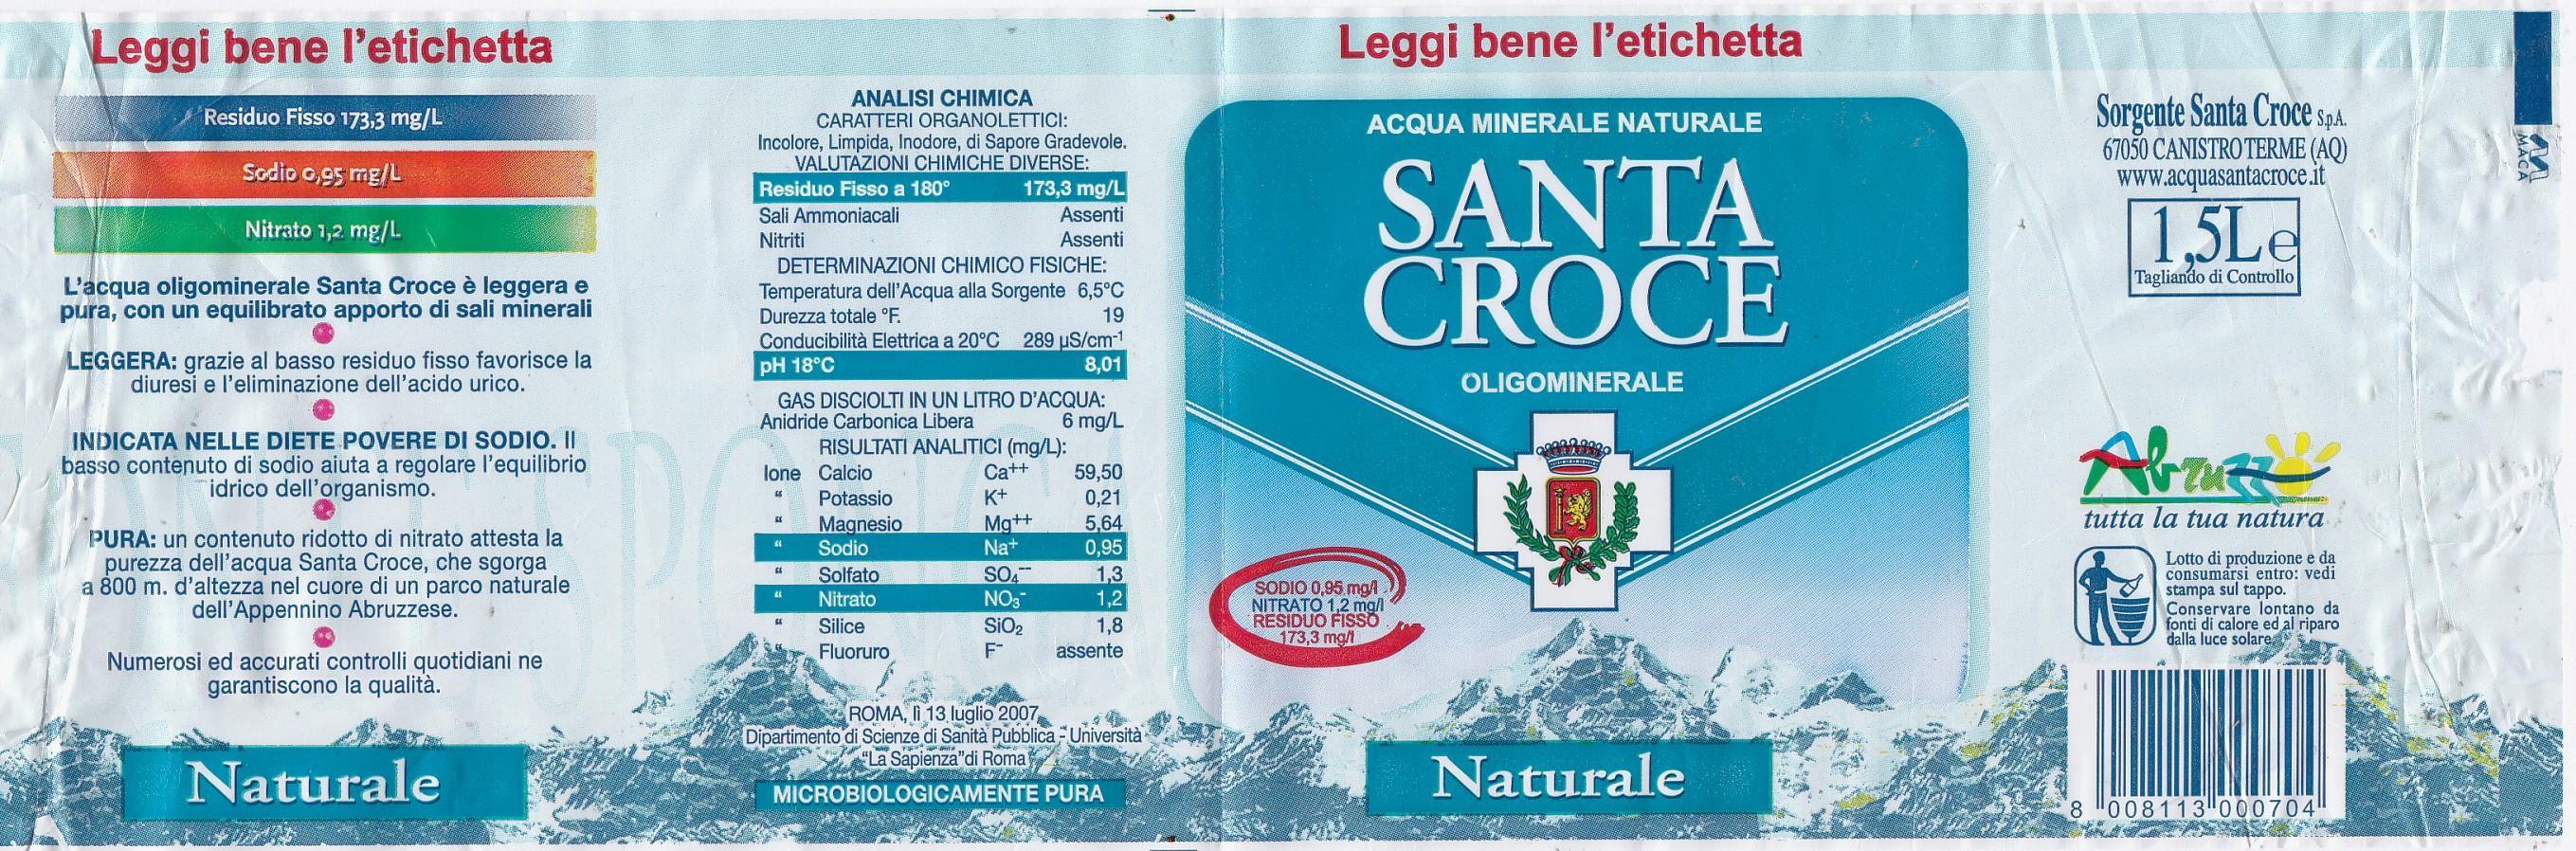 Leggi bene l'etichetta
Residuo Fisso 173,3 mg/L
Sodio 0,95 mg/L
Nitrato 1,2 mg/L
L'acqua oligominerale Santa Croce è leggera e
pura, con un equilibrato apporto di sali minerali
LEGGERA: grazie al basso residuo fisso favorisce la
diuresi e l'eliminazione dell'acido urico.
INDICATA NELLE DIETE POVERE DI SODIO. Il
basso contenuto di sodio aiuta a regolare l'equilibrio
idrico dell'organismo.
PURA: un contenuto ridotto di nitrato attesta la
purezza dell'acqua Santa Croce, che sgorga
a 800 m. d'altezza nel cuore di un parco naturale
dell'Appennino Abruzzese.
Numerosi ed accurati controlli quotidiani ne
garantiscono la qualità.
Naturale
ANALISI CHIMICA
CARATTERI ORGANOLETTICI:
Incolore, Limpida, Inodore, di Sapore Gradevole.
VALUTAZIONI CHIMICHE DIVERSE:
Residuo Fisso a 180° 173,3 mg/L
Sali Ammoniacali Assenti
Nitriti Assenti
DETERMINAZIONI CHIMICO FISICHE:
Temperatura dell'Acqua alla Sorgente 6,5°C
Durezza totale °F. 19
Conducibilità Elettrica a 20°C 289 µS/cm⁻¹
pH 18°C 8,01
GAS DISCIOLTI IN UN LITRO D'ACQUA:
Anidride Carbonica Libera 6 mg/L
RISULTATI ANALITICI (mg/L):
Ione Calcio Ca++ 59,50
“ Potassio K+ 0,21
“ Magnesio Mg++ 5,64
“ Sodio Na+ 0,95
“ Solfato SO₄-- 1,3
“ Nitrato NO₃- 1,2
“ Silice SiO₂ 1,8
“ Fluoruro F- assente
ROMA, lì 13 luglio 2007
Dipartimento di Scienze di Sanità Pubblica - Università
"La Sapienza"di Roma
MICROBIOLOGICAMENTE PURA
Leggi bene l'etichetta
ACQUA MINERALE NATURALE
SANTA
CROCE
OLIGOMINERALE
SODIO 0,95 mg/l
NITRATO 1,2 mg/l
RESIDUO FISSO
173,3 mg/l
Naturale
Sorgente Santa Croce S.p.A.
67050 CANISTRO TERME (AQ)
www.acquasantacroce.it
1,5L e
Tagliando di Controllo
Abruzzo
tutta la tua natura
Lotto di produzione e da
consumarsi entro: vedi
stampa sul tappo.
Conservare lontano da
fonti di calore ed al riparo
dalla luce solare.
8 008113 000704
MACA